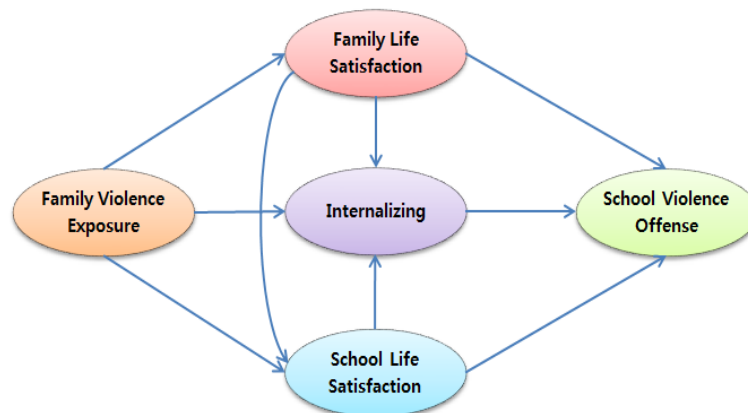 Family Life
Satisfaction
Family Violence
Exposure
Internalizing
School Violence
Offense
School Life
Satisfaction